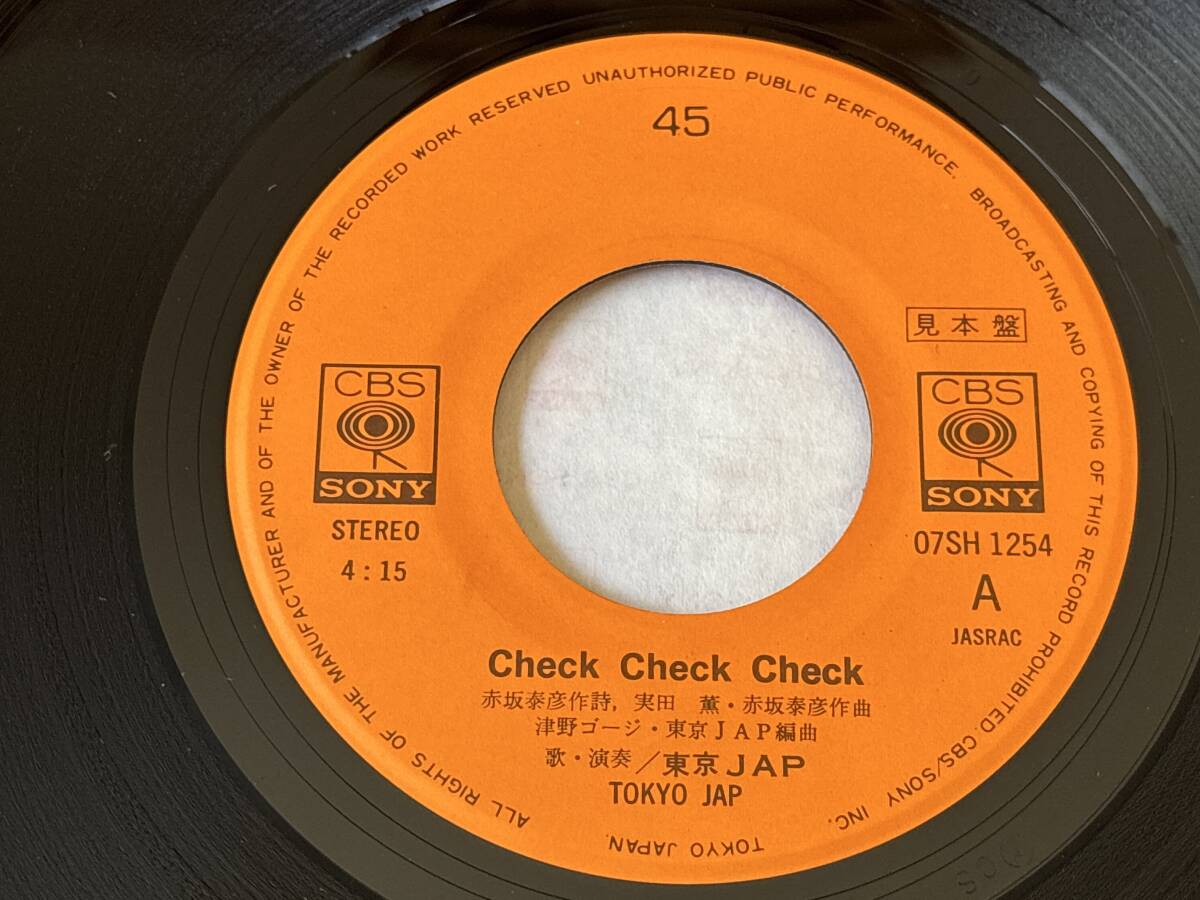 45
見本盤
CBS
SONY
STEREO
4:15
CBS
SONY
07SH 1254
A
JASRAC
Check Check Check
赤坂泰彦作詩, 実田 薫・赤坂泰彦作曲
津野ゴージ・東京JAP編曲
歌・演奏/東京JAP
TOKYO JAP
ALL RIGHTS OF THE MANUFACTURER AND OF THE OWNER OF THE RECORDED WORK RESERVED UNAUTHORIZED PUBLIC PERFORMANCE. BROADCASTING AND COPYING OF THIS RECORD PROHIBITED. CBS/SONY INC. TOKYO JAPAN.